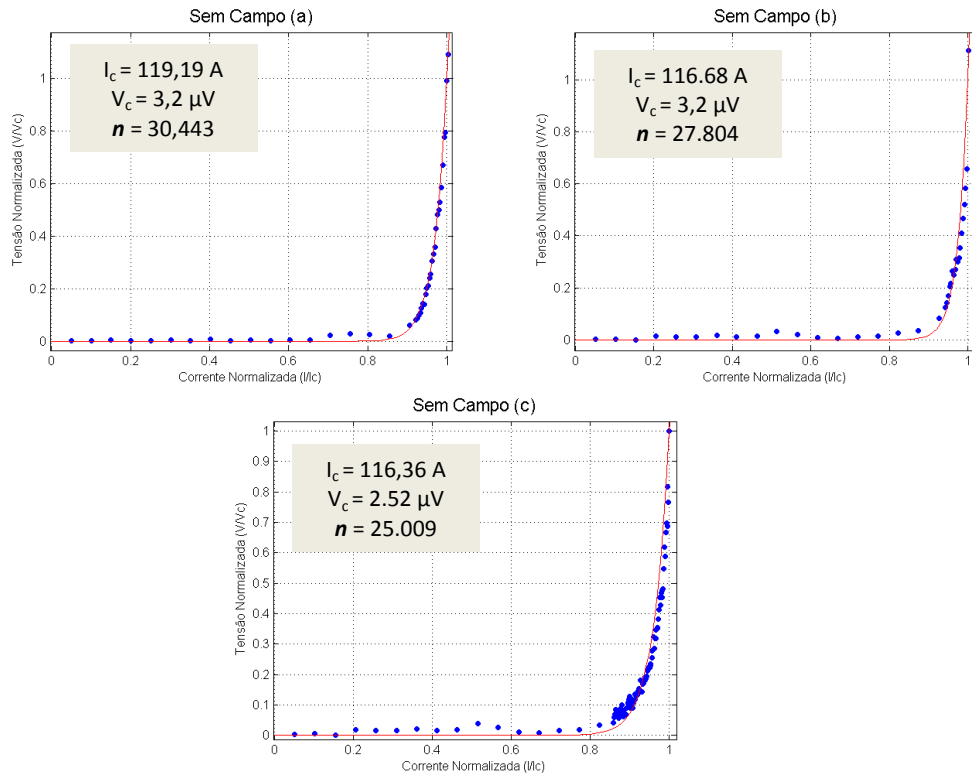 Sem Campo (a)
I_c = 119,19 A
V_c = 3,2 µV
n = 30,443
Tensão Normalizada (V/Vc)
1
0.8
0.6
0.4
0.2
0
0 0.2 0.4 0.6 0.8 1
Corrente Normalizada (I/Ic)
Sem Campo (b)
I_c = 116.68 A
V_c = 3,2 µV
n = 27.804
Tensão Normalizada (V/Vc)
1
0.8
0.6
0.4
0.2
0
0 0.2 0.4 0.6 0.8 1
Corrente Normalizada (I/Ic)
Sem Campo (c)
I_c = 116,36 A
V_c = 2.52 µV
n = 25.009
Tensão Normalizada (V/Vc)
1
0.9
0.8
0.7
0.6
0.5
0.4
0.3
0.2
0.1
0
0 0.2 0.4 0.6 0.8 1
Corrente Normalizada (I/Ic)